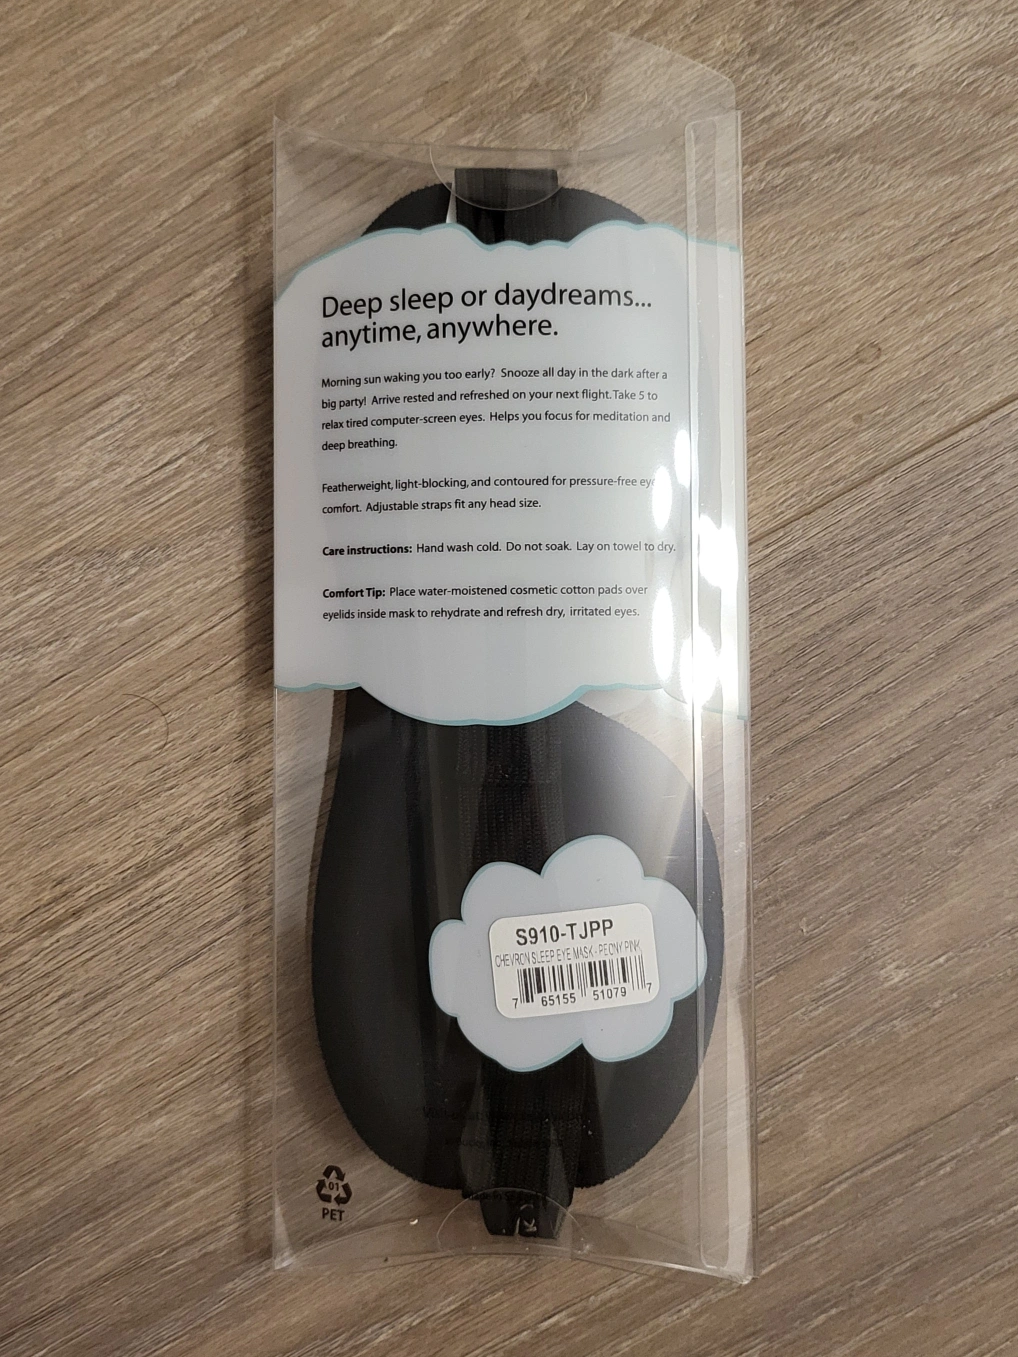 Deep sleep or daydreams...
anytime, anywhere.
Morning sun waking you too early? Snooze all day in the dark after a
big party! Arrive rested and refreshed on your next flight. Take 5 to
relax tired computer-screen eyes. Helps you focus for meditation and
deep breathing.
Featherweight, light-blocking, and contoured for pressure-free eye
comfort. Adjustable straps fit any head size.
Care instructions: Hand wash cold. Do not soak. Lay on towel to dry.
Comfort Tip: Place water-moistened cosmetic cotton pads over
eyelids inside mask to rehydrate and refresh dry, irritated eyes.
S910-TJPP
CHEVRON SLEEP EYE MASK - PEONY PINK
7 65155 51079 7
01
PET